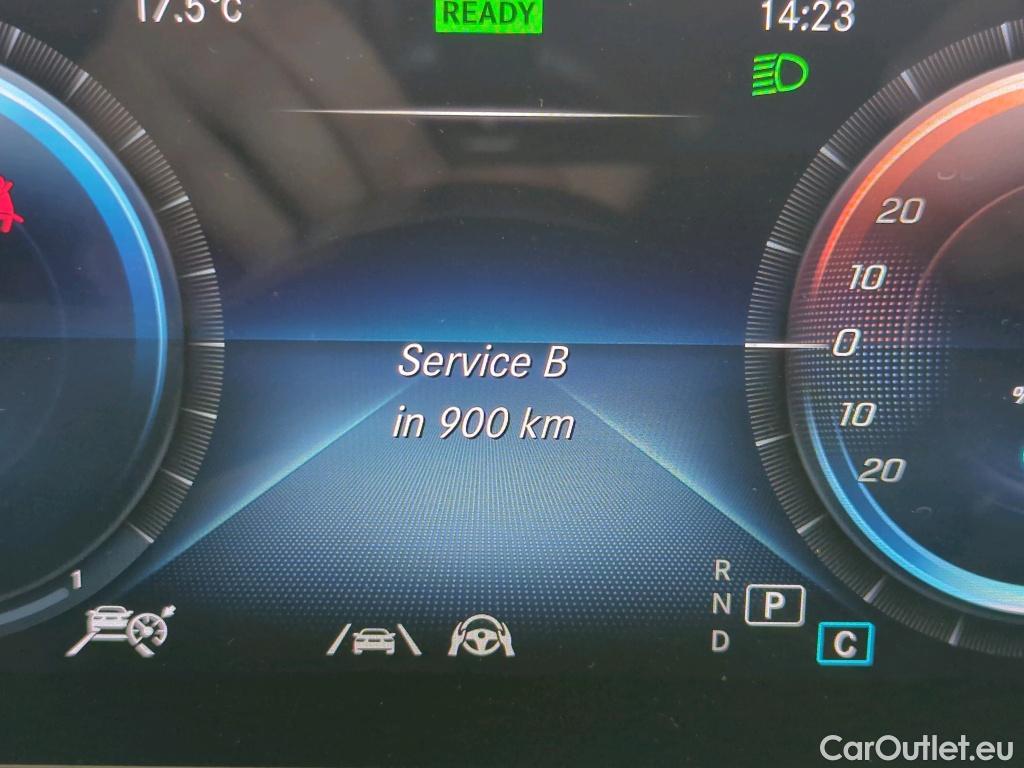 17.5°C
READY
14:23
20
10
0
10
20
%
Service B
in 900 km
1
R
N
P
D
C
CarOutlet.eu